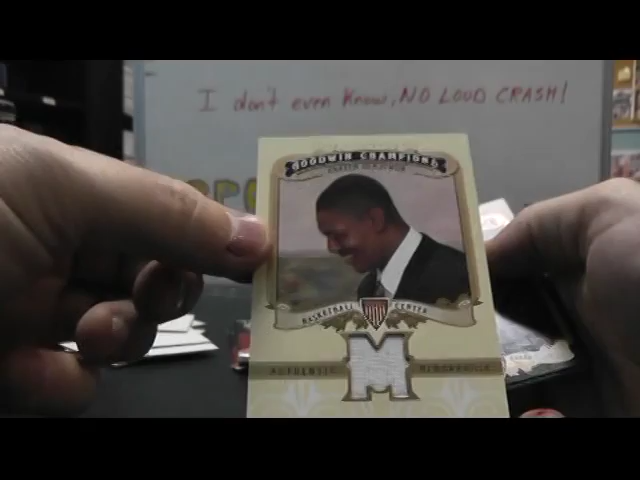 I don't even know, NO LOUD CRASH!
GOODWIN CHAMPIONS
BASKETBALL CENTER
M
AUTHENTIC MEMORABILIA